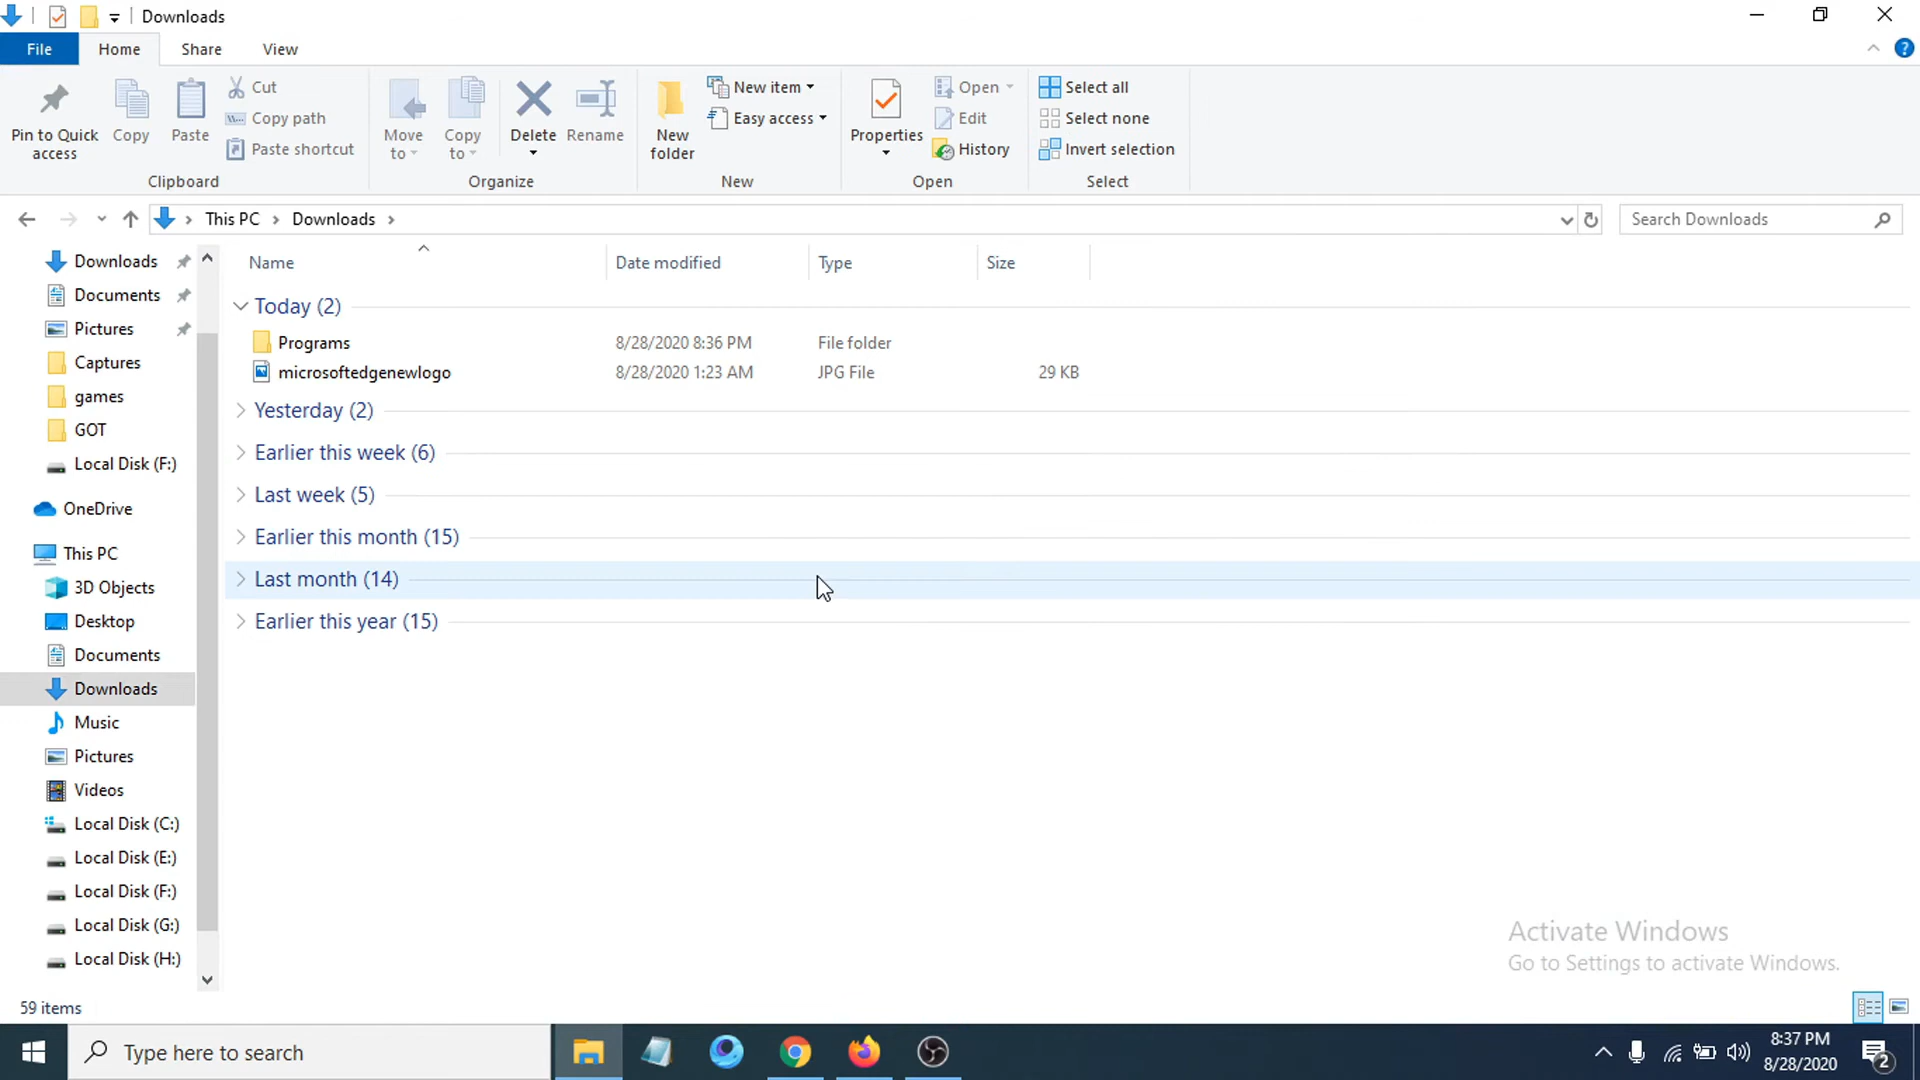 Downloads
File Home Share View
Pin to Quick access
Copy
Paste
Cut
Copy path
Paste shortcut
Clipboard
Move to
Copy to
Delete
Rename
Organize
New folder
New item
Easy access
New
Properties
Open
Edit
History
Open
Select all
Select none
Invert selection
Select
This PC Downloads
Search Downloads
Downloads
Documents
Pictures
Captures
games
GOT
Local Disk (F:)
OneDrive
This PC
3D Objects
Desktop
Documents
Downloads
Music
Pictures
Videos
Local Disk (C:)
Local Disk (E:)
Local Disk (F:)
Local Disk (G:)
Local Disk (H:)
Name Date modified Type Size
Today (2)
Programs 8/28/2020 8:36 PM File folder
microsoftedgenewlogo 8/28/2020 1:23 AM JPG File 29 KB
Yesterday (2)
Earlier this week (6)
Last week (5)
Earlier this month (15)
Last month (14)
Earlier this year (15)
Activate Windows
Go to Settings to activate Windows.
59 items
Type here to search
8:37 PM
8/28/2020
2